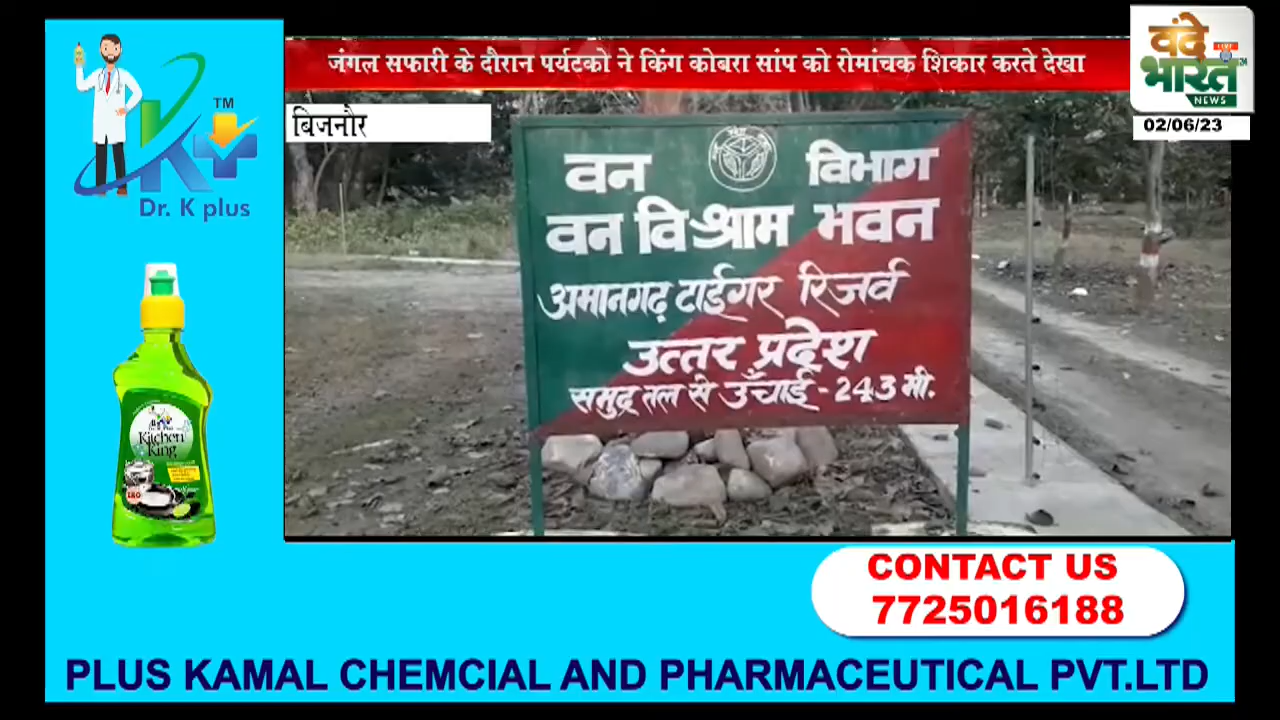 जंगल सफारी के दौरान पर्यटको ने किंग कोबरा सांप को रोमांचक शिकार करते देखा
वंदे
भारत
NEWS
02/06/23
बिजनौर
TM
K+
Dr. K plus
वन विभाग
वन विश्राम भवन
अमानगढ़ टाईगर रिजर्व
उत्तर प्रदेश
समुद्र तल से उँचाई - 243 मी.
Kitchen
King
CONTACT US
7725016188
PLUS KAMAL CHEMCIAL AND PHARMACEUTICAL PVT.LTD